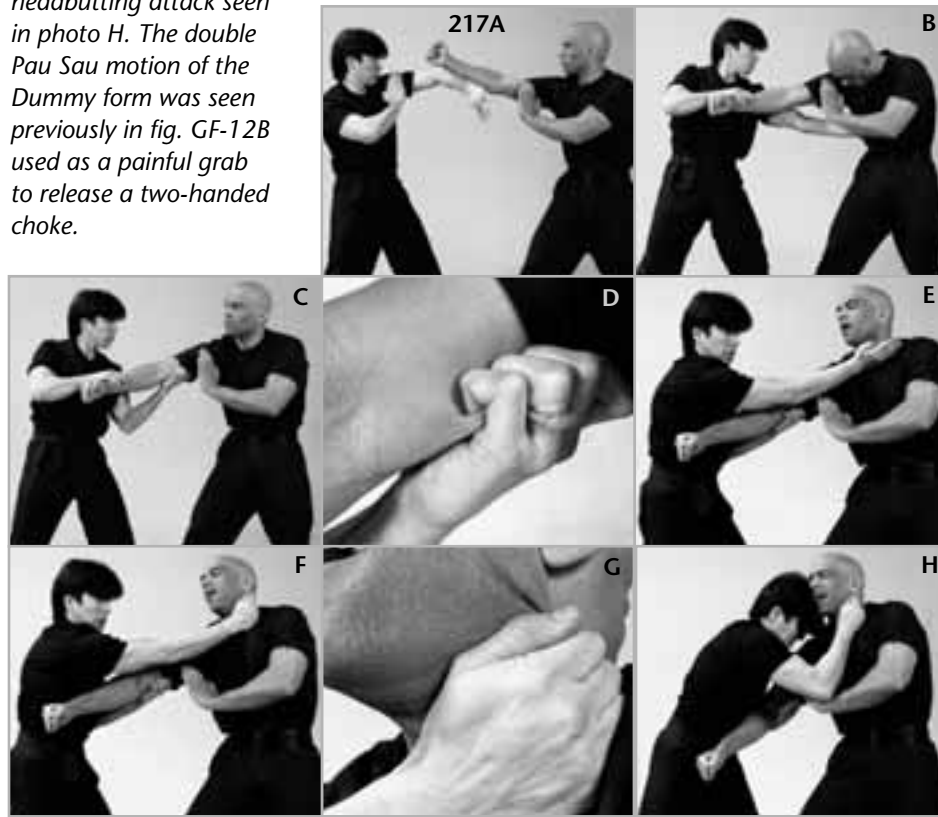 headbutting attack seen
in photo H. The double
Pau Sau motion of the
Dummy form was seen
previously in fig. GF-12B
used as a painful grab
to release a two-handed
choke.
217A
B
C
D
E
F
G
H